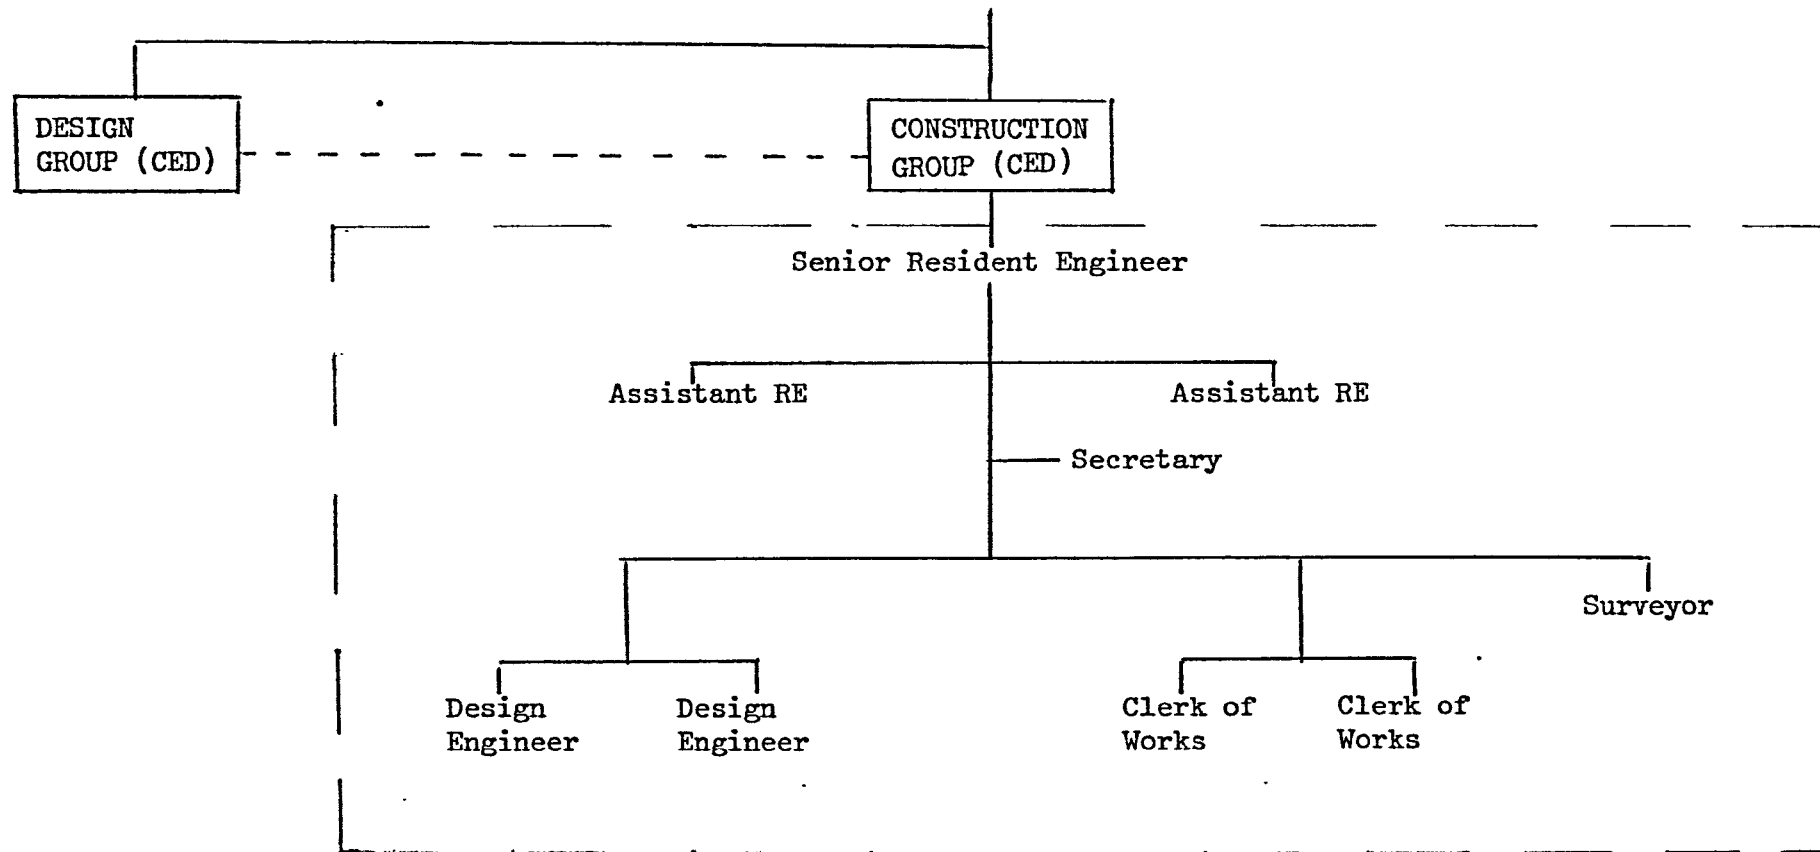 DESIGN
GROUP (CED)
CONSTRUCTION
GROUP (CED)
Senior Resident Engineer
Assistant RE
Assistant RE
Secretary
Surveyor
Design
Engineer
Design
Engineer
Clerk of
Works
Clerk of
Works